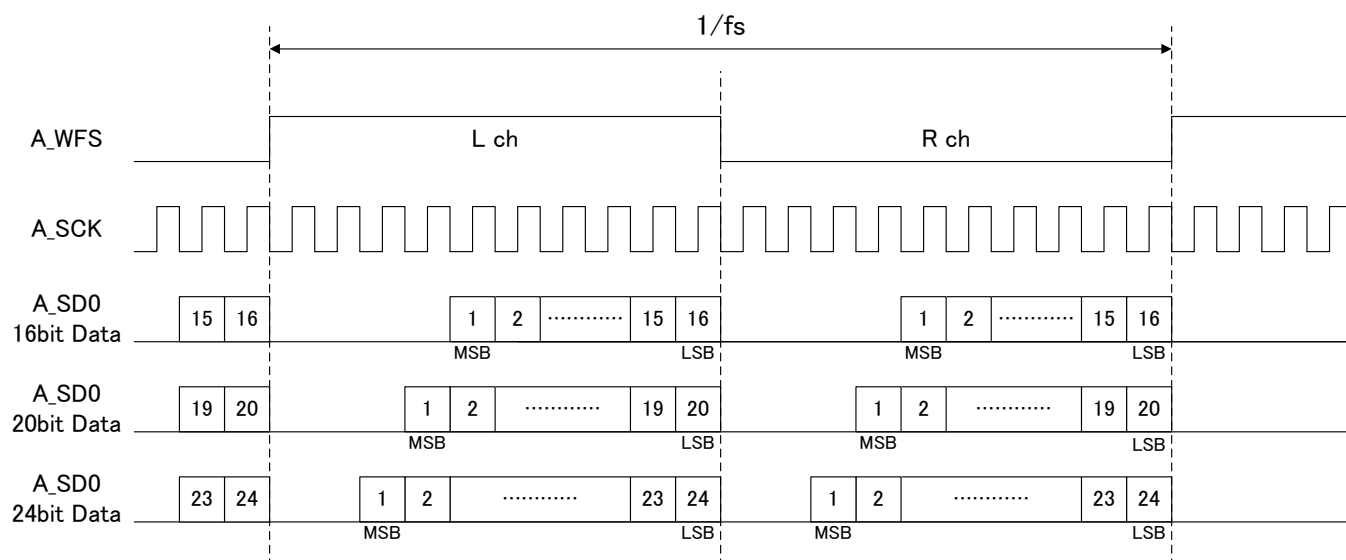 1/fs
A_WFS L ch R ch
A_SCK
A_SD0
16bit Data 15 16 1 2 ············ 15 16 1 2 ············ 15 16
MSB LSB MSB LSB
A_SD0
20bit Data 19 20 1 2 ············ 19 20 1 2 ············ 19 20
MSB LSB MSB LSB
A_SD0
24bit Data 23 24 1 2 ············ 23 24 1 2 ············ 23 24
MSB LSB MSB LSB